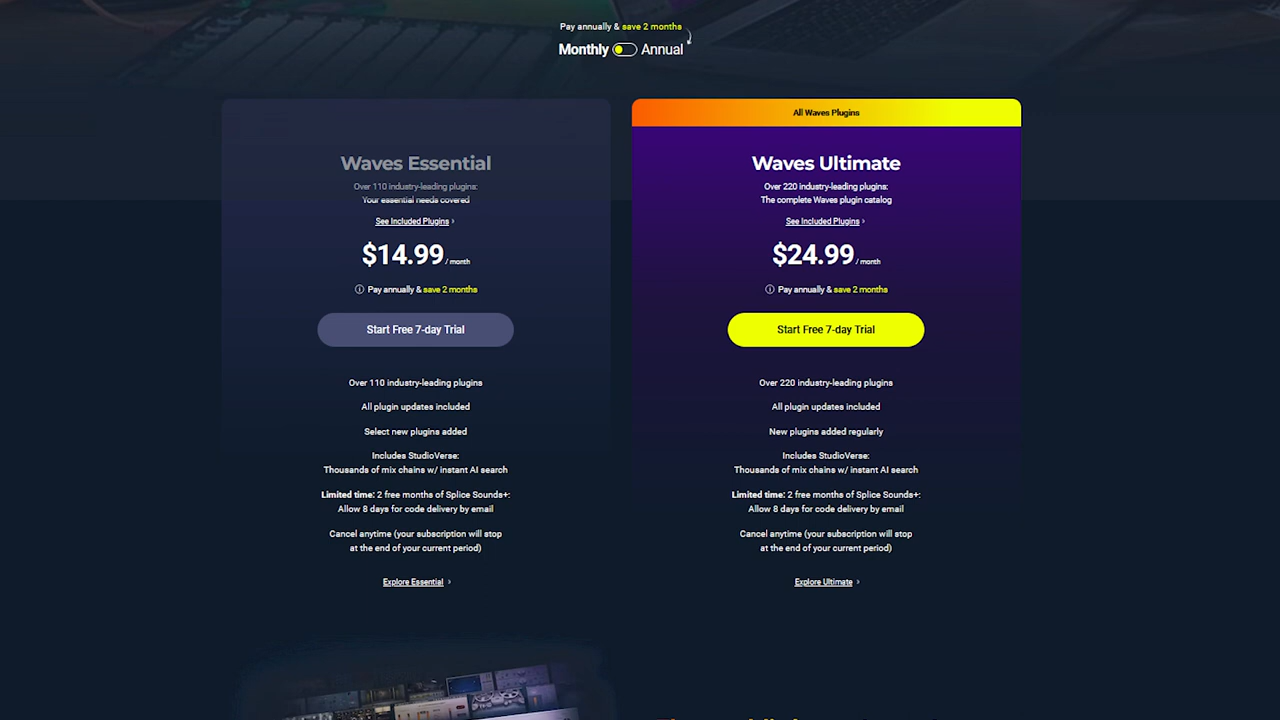 Pay annually & save 2 months
Monthly Annual
Waves Essential
Over 110 industry-leading plugins:
Your essential needs covered
See Included Plugins ›
$14.99 / month
Pay annually & save 2 months
Start Free 7-day Trial
Over 110 industry-leading plugins
All plugin updates included
Select new plugins added
Includes StudioVerse:
Thousands of mix chains w/ instant AI search
Limited time: 2 free months of Splice Sounds+:
Allow 8 days for code delivery by email
Cancel anytime (your subscription will stop
at the end of your current period)
Explore Essential ›
All Waves Plugins
Waves Ultimate
Over 220 industry-leading plugins:
The complete Waves plugin catalog
See Included Plugins ›
$24.99 / month
Pay annually & save 2 months
Start Free 7-day Trial
Over 220 industry-leading plugins
All plugin updates included
New plugins added regularly
Includes StudioVerse:
Thousands of mix chains w/ instant AI search
Limited time: 2 free months of Splice Sounds+:
Allow 8 days for code delivery by email
Cancel anytime (your subscription will stop
at the end of your current period)
Explore Ultimate ›